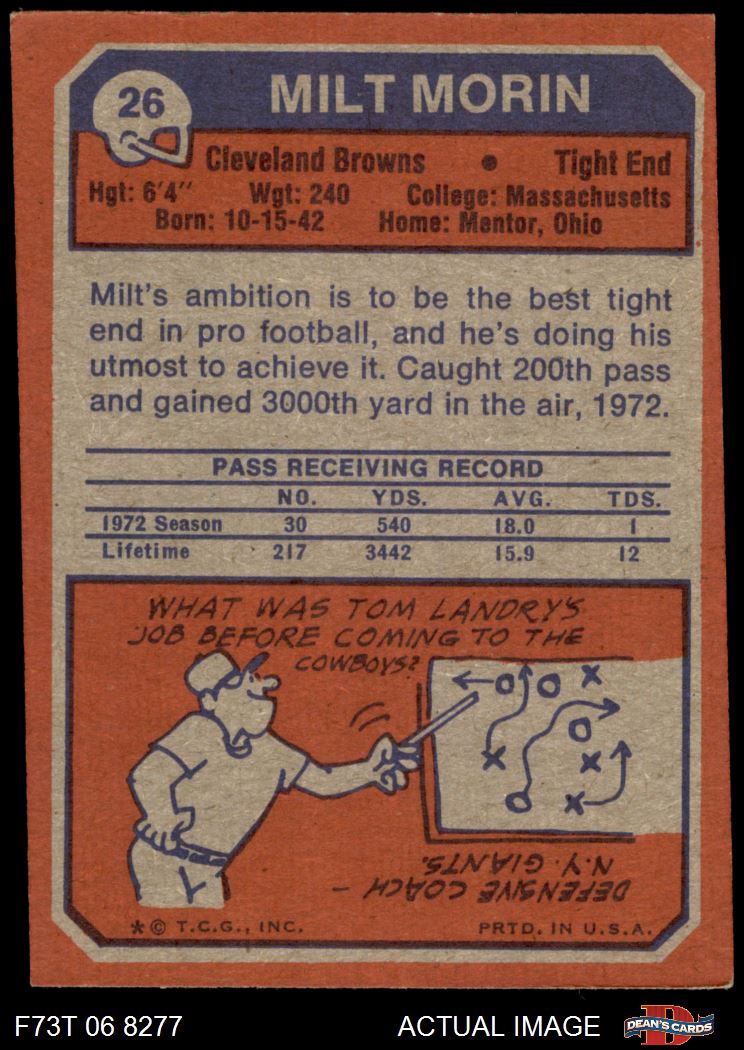 26
MILT MORIN
Cleveland Browns • Tight End
Hgt: 6'4" Wgt: 240 College: Massachusetts
Born: 10-15-42 Home: Mentor, Ohio
Milt's ambition is to be the best tight
end in pro football, and he's doing his
utmost to achieve it. Caught 200th pass
and gained 3000th yard in the air, 1972.
PASS RECEIVING RECORD
NO. YDS. AVG. TDS.
1972 Season 30 540 18.0 1
Lifetime 217 3442 15.9 12
WHAT WAS TOM LANDRY'S
JOB BEFORE COMING TO THE
COWBOYS?
DEFENSIVE COACH -
N.Y. GIANTS.
*© T.C.G., INC. PRTD. IN U.S.A.
F73T 06 8277 ACTUAL IMAGE D DEAN'S CARDS